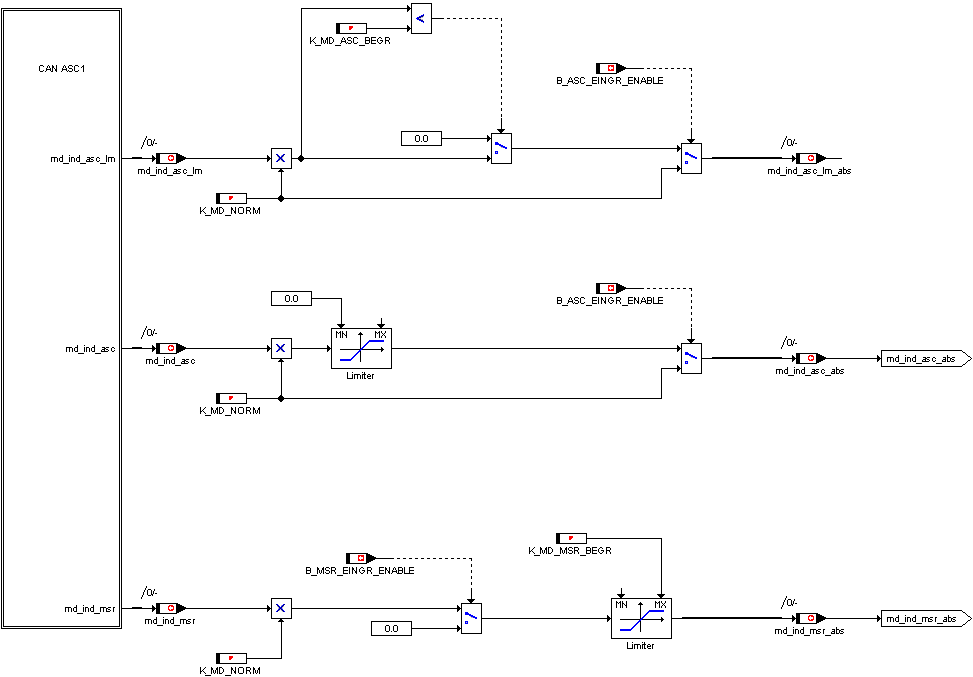 <
K_MD_ASC_BEGR
CAN ASC1
B_ASC_EINGR_ENABLE
0.0
/0/-
/0/-
md_ind_asc_lm
md_ind_asc_lm
X
md_ind_asc_lm_abs
K_MD_NORM
0.0
B_ASC_EINGR_ENABLE
/0/-
MN
MX
/0/-
md_ind_asc
md_ind_asc
X
md_ind_asc_abs
md_ind_asc_abs
Limiter
K_MD_NORM
K_MD_MSR_BEGR
B_MSR_EINGR_ENABLE
/0/-
MN
MX
/0/-
md_ind_msr
md_ind_msr
X
0.0
md_ind_msr_abs
md_ind_msr_abs
Limiter
K_MD_NORM